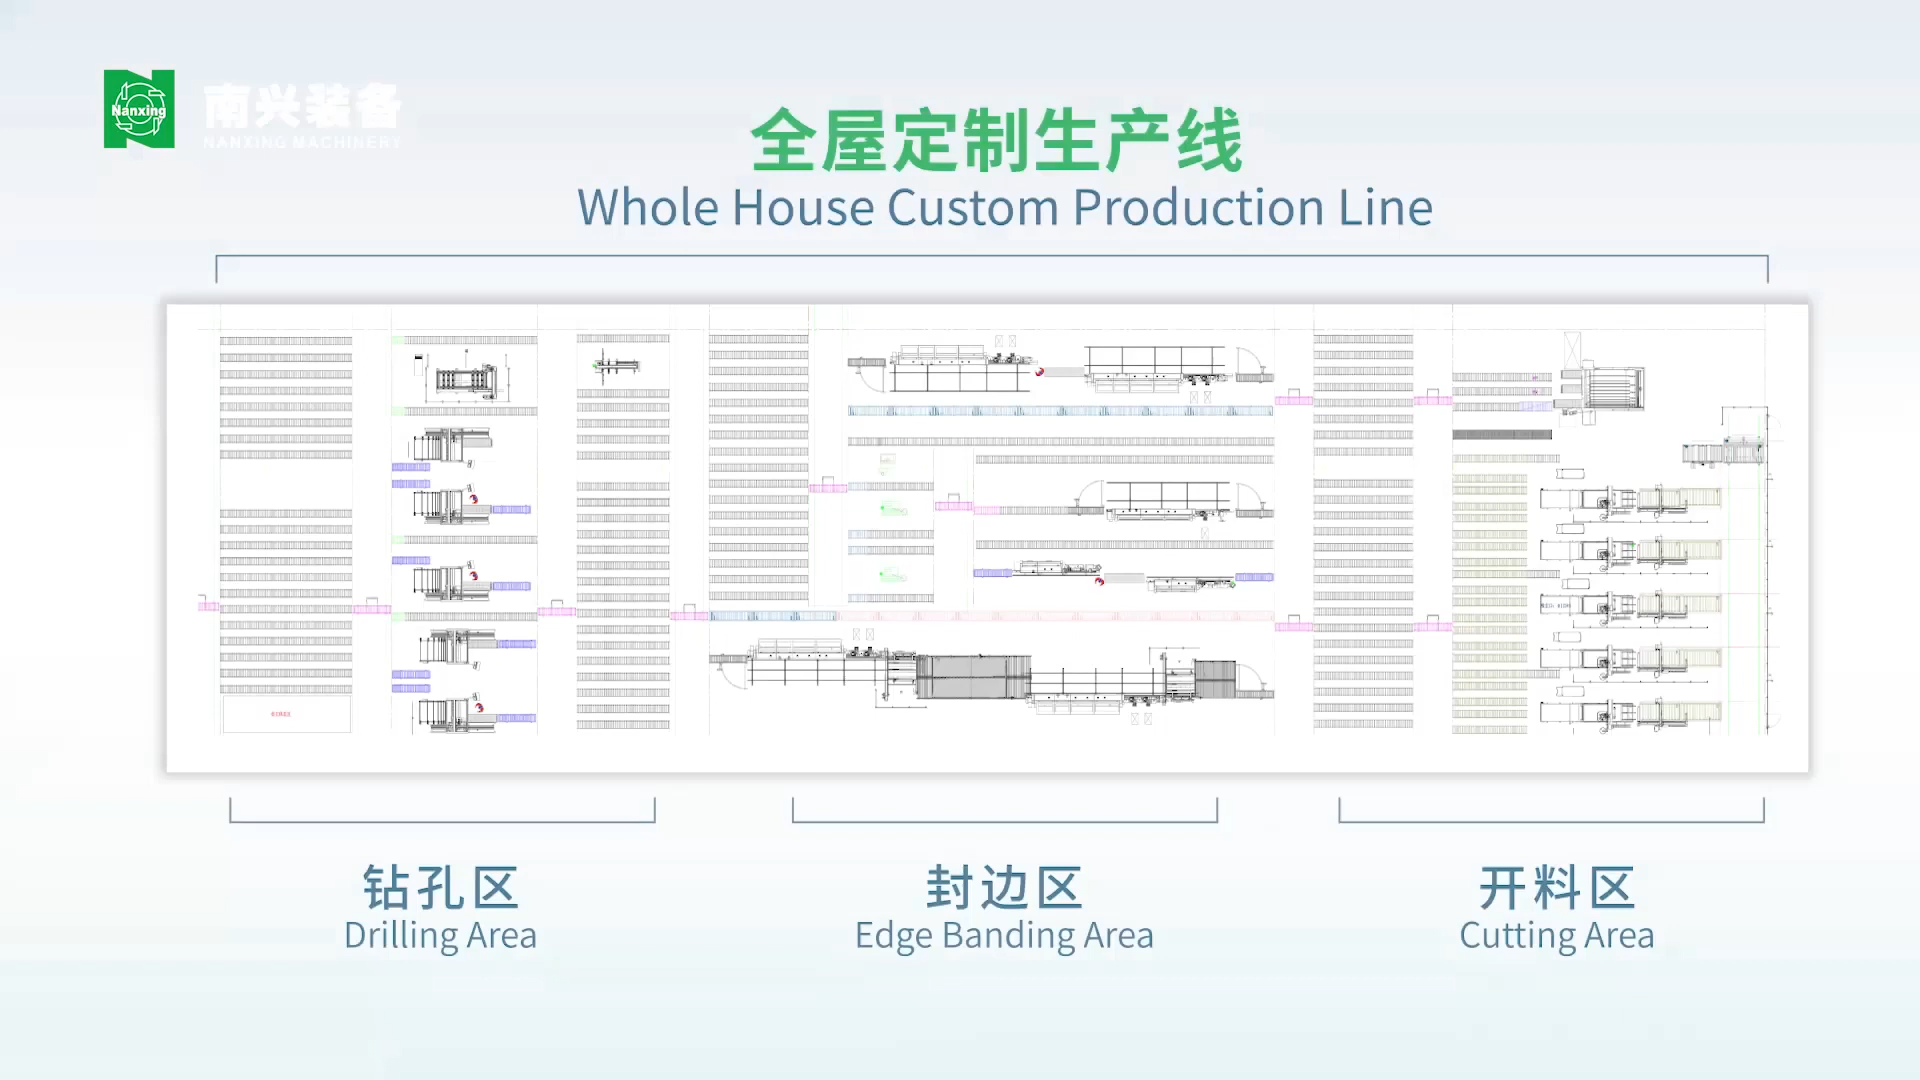 Nanxing
南兴装备
NANXING MACHINERY
全屋定制生产线
Whole House Custom Production Line
钻孔区
Drilling Area
封边区
Edge Banding Area
开料区
Cutting Area